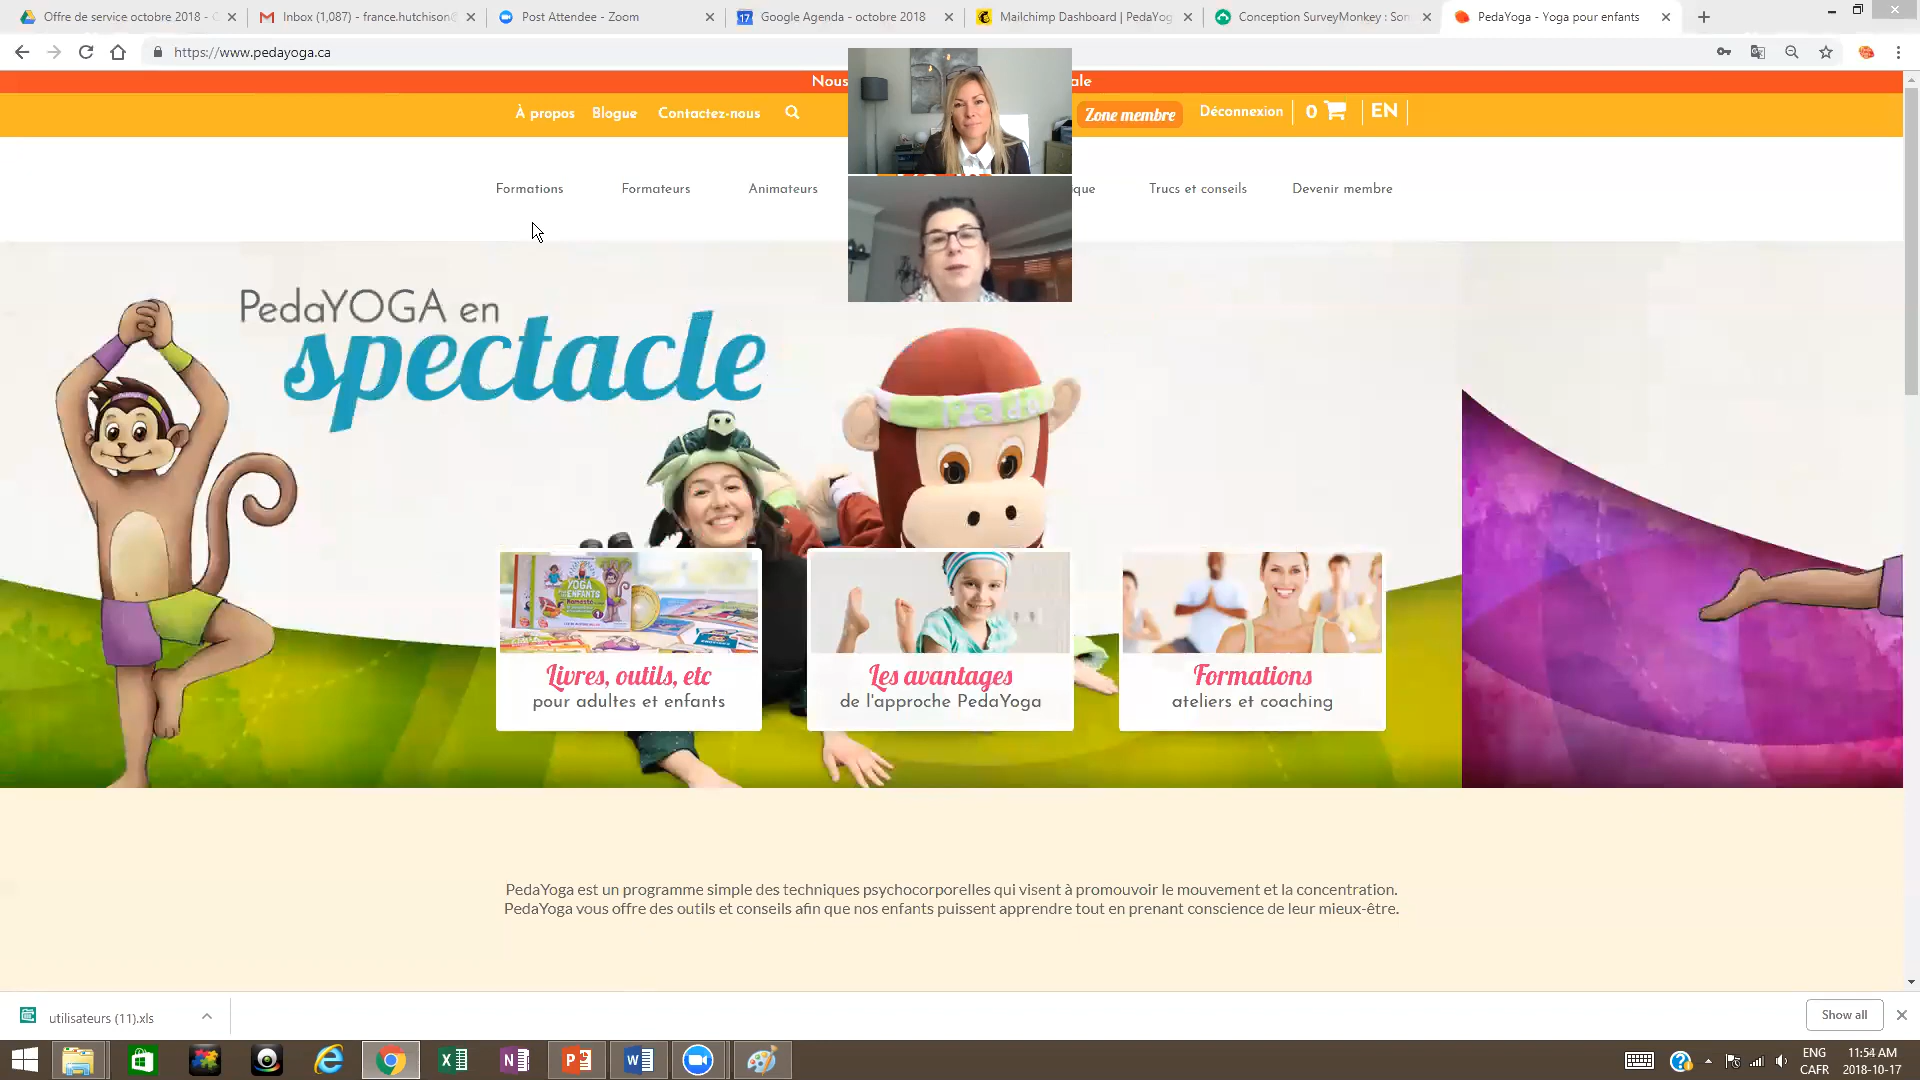 Offre de service octobre 2018 -
Inbox (1,087) - france.hutchison@
Post Attendee - Zoom
17 Google Agenda - octobre 2018
Mailchimp Dashboard | PedaYog
Conception SurveyMonkey : Son
PedaYoga - Yoga pour enfants
https://www.pedayoga.ca
Nous
ale
À propos Blogue Contactez-nous
Zone membre Déconnexion 0 EN
Formations Formateurs Animateurs
ique Trucs et conseils Devenir membre
PedaYOGA en
spectacle
Peda
YOGA
ENFANTS
Livres, outils, etc
pour adultes et enfants
Les avantages
de l'approche PedaYoga
Formations
ateliers et coaching
PedaYoga est un programme simple des techniques psychocorporelles qui visent à promouvoir le mouvement et la concentration.
PedaYoga vous offre des outils et conseils afin que nos enfants puissent apprendre tout en prenant conscience de leur mieux-être.
utilisateurs (11).xls
Show all
ENG 11:54 AM
CAFR 2018-10-17